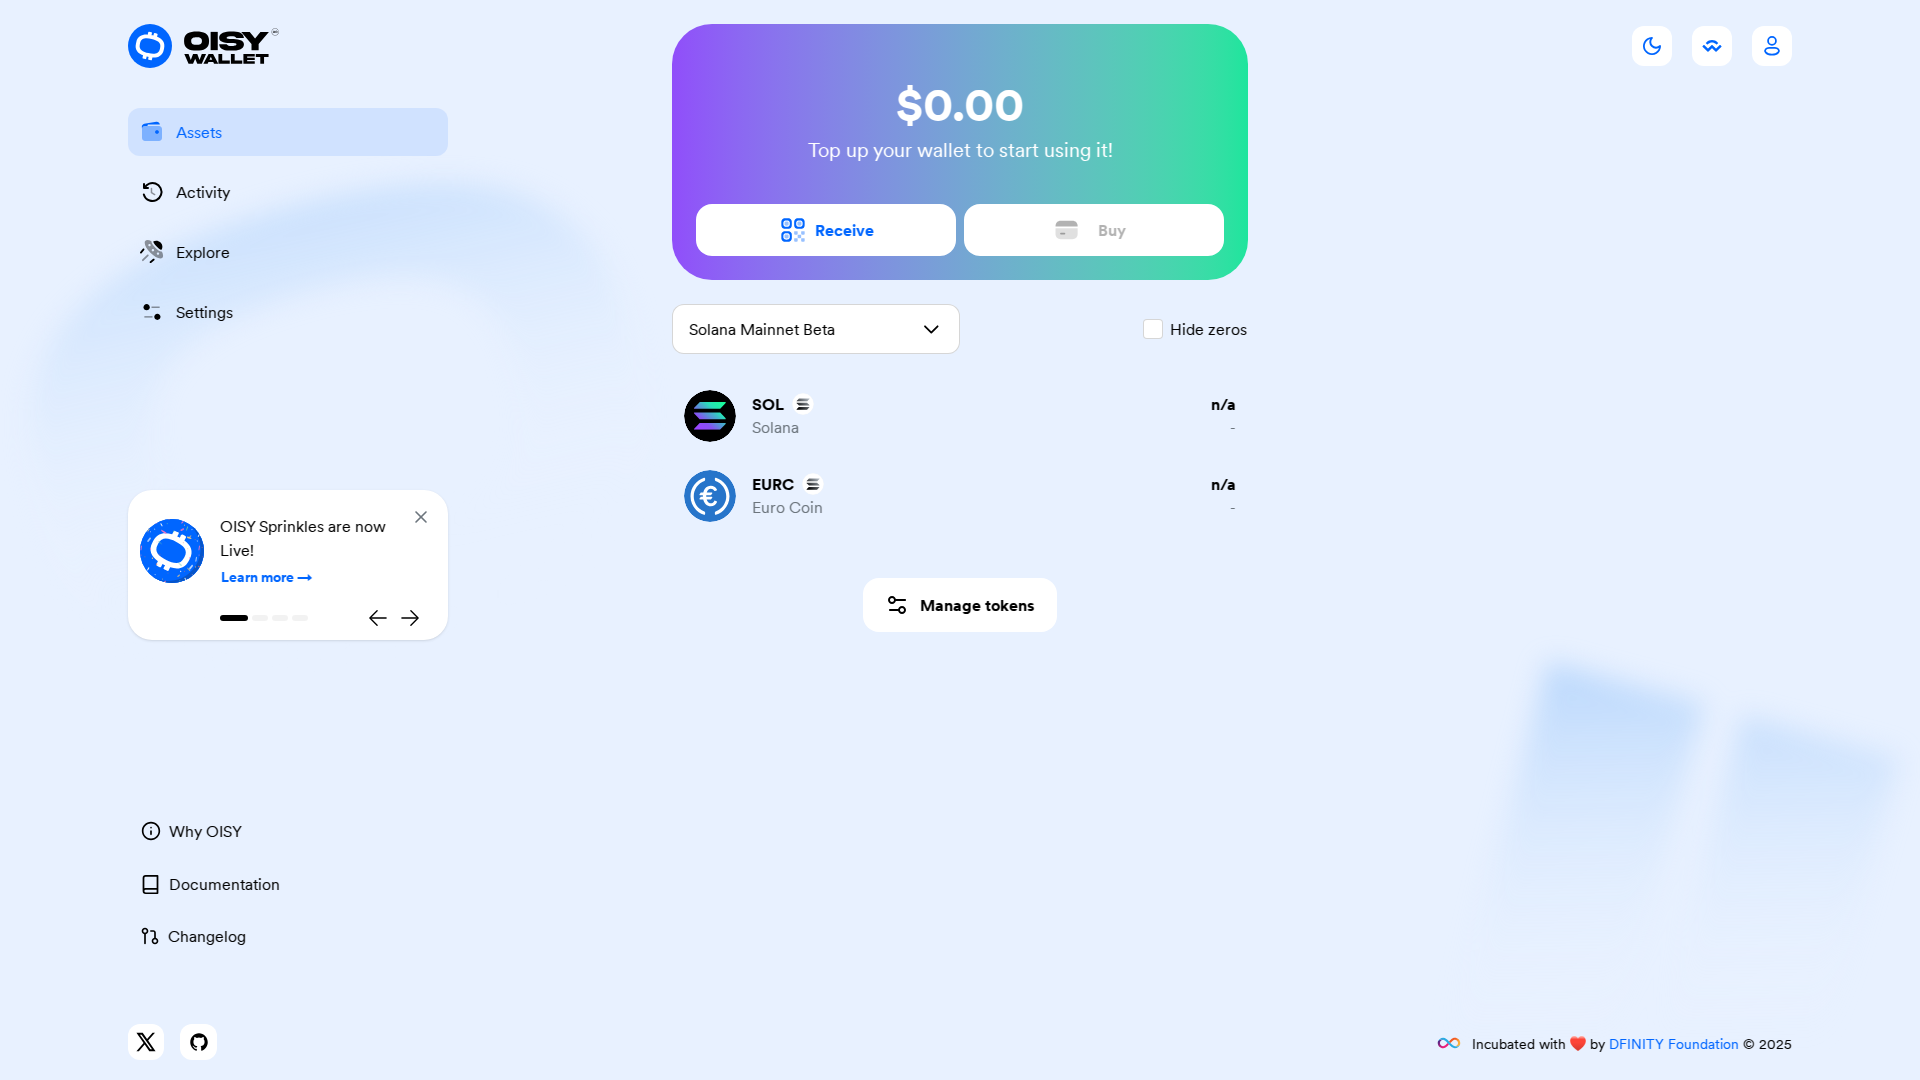 OISY
WALLET
Assets
Activity
Explore
Settings
OISY Sprinkles are now
Live!
Learn more →
Why OISY
Documentation
Changelog
$0.00
Top up your wallet to start using it!
Receive
Buy
Solana Mainnet Beta
Hide zeros
SOL
n/a
Solana
-
EURC
n/a
Euro Coin
-
Manage tokens
Incubated with ❤️ by DFINITY Foundation © 2025